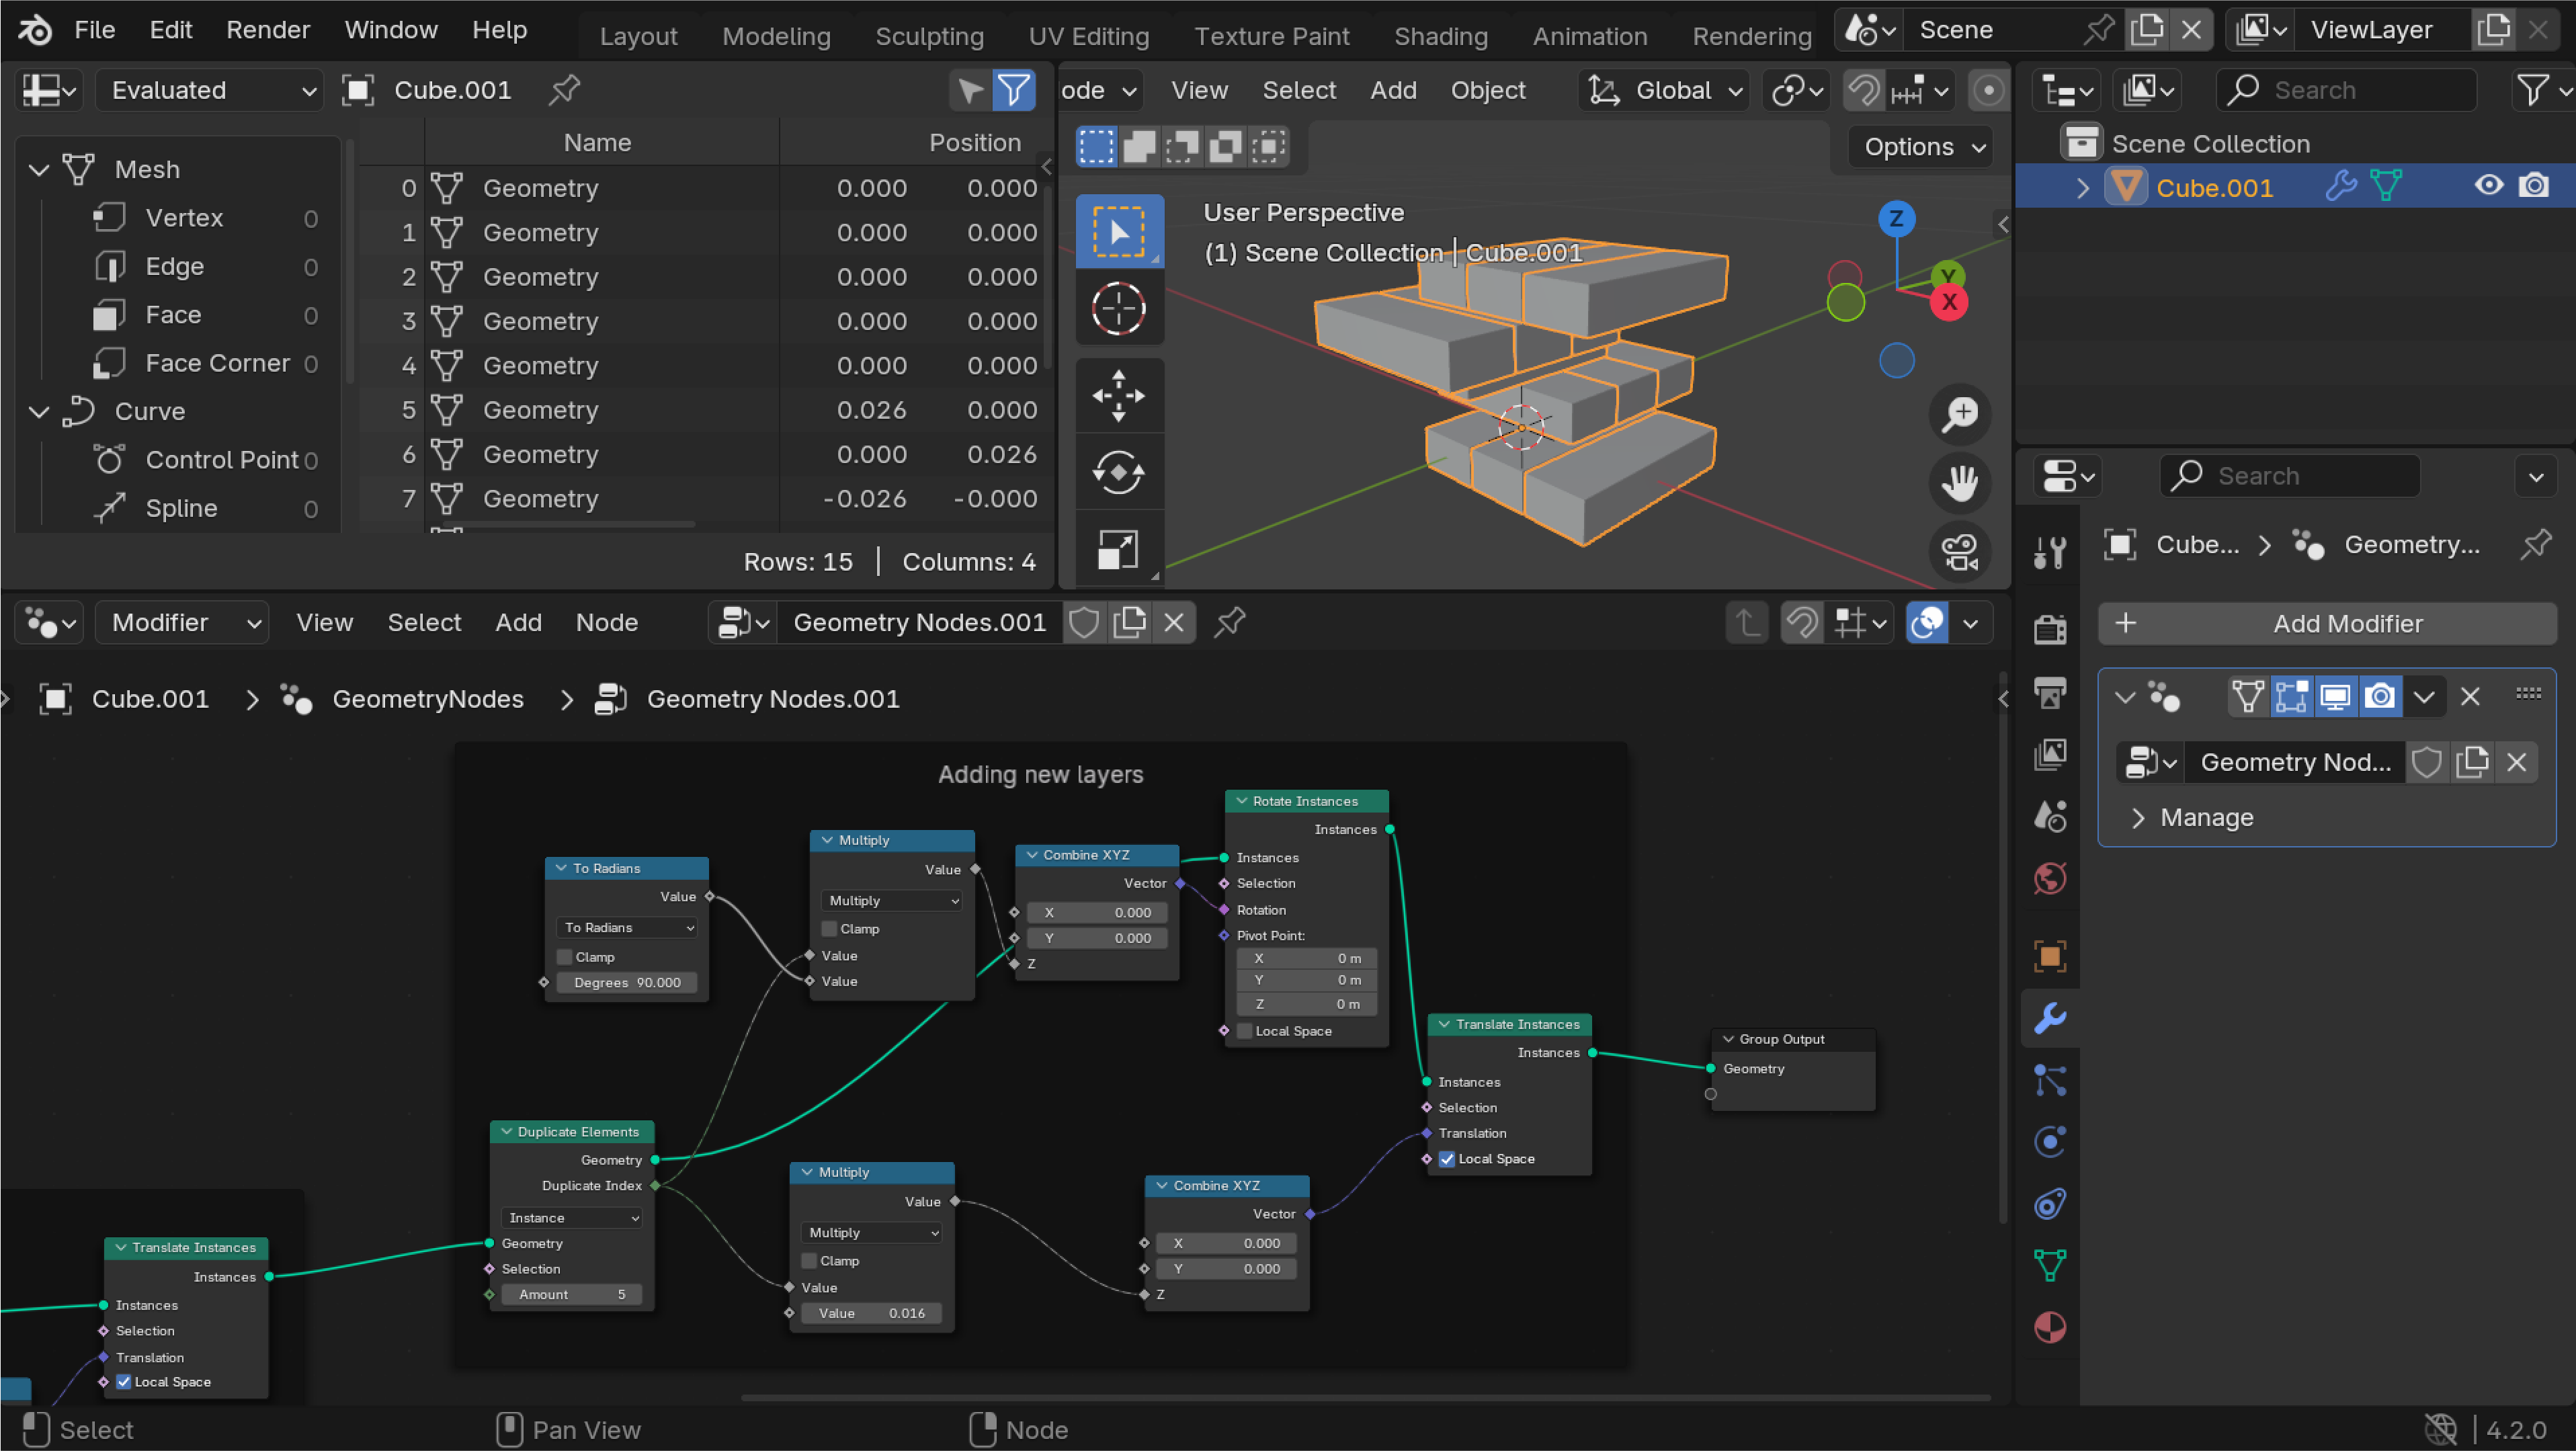 File Edit Render Window Help Layout Modeling Sculpting UV Editing Texture Paint Shading Animation Rendering Scene ViewLayer
Evaluated Cube.001
Name Position
Mesh
Vertex 0
Edge 0
Face 0
Face Corner 0
Curve
Control Point 0
Spline 0
0 Geometry 0.000 0.000
1 Geometry 0.000 0.000
2 Geometry 0.000 0.000
3 Geometry 0.000 0.000
4 Geometry 0.000 0.000
5 Geometry 0.026 0.000
6 Geometry 0.000 0.026
7 Geometry -0.026 -0.000
Rows: 15 | Columns: 4
ode View Select Add Object Global
Options
User Perspective
(1) Scene Collection | Cube.001
Z
Y
X
Search
Scene Collection
Cube.001
Search
Cube... Geometry...
Add Modifier
Geometry Nod...
Manage
Modifier View Select Add Node Geometry Nodes.001
Cube.001 GeometryNodes Geometry Nodes.001
Adding new layers
To Radians
Value
To Radians
Clamp
Degrees 90.000
Multiply
Value
Multiply
Clamp
Value
Value
Combine XYZ
Vector
X 0.000
Y 0.000
Z
Rotate Instances
Instances
Instances
Selection
Rotation
Pivot Point:
X 0 m
Y 0 m
Z 0 m
Local Space
Translate Instances
Instances
Instances
Selection
Translation
Local Space
Group Output
Geometry
Duplicate Elements
Geometry
Duplicate Index
Instance
Geometry
Selection
Amount 5
Multiply
Value
Multiply
Clamp
Value
Value 0.016
Combine XYZ
Vector
X 0.000
Y 0.000
Z
Translate Instances
Instances
Instances
Selection
Translation
Local Space
Select Pan View Node 4.2.0